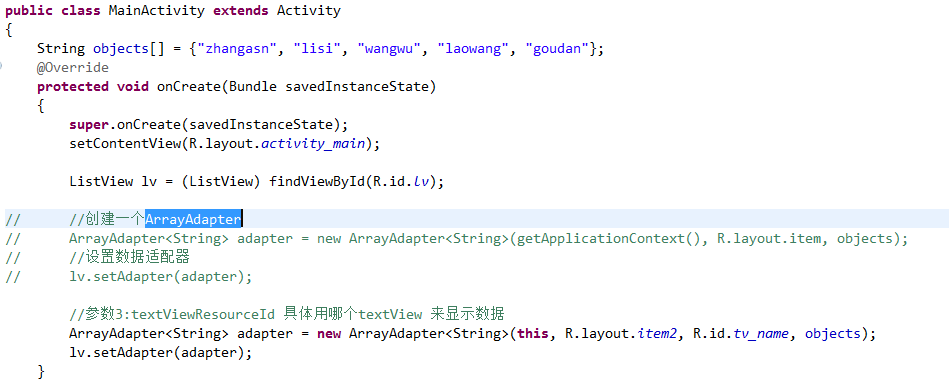 public class MainActivity extends Activity
{
    String objects[] = {"zhangasn", "lisi", "wangwu", "laowang", "goudan"};
    @Override
    protected void onCreate(Bundle savedInstanceState)
    {
        super.onCreate(savedInstanceState);
        setContentView(R.layout.activity_main);

        ListView lv = (ListView) findViewById(R.id.lv);

//      //创建一个ArrayAdapter
//      ArrayAdapter<String> adapter = new ArrayAdapter<String>(getApplicationContext(), R.layout.item, objects);
//      //设置数据适配器
//      lv.setAdapter(adapter);

        //参数3:textViewResourceId 具体用哪个textView 来显示数据
        ArrayAdapter<String> adapter = new ArrayAdapter<String>(this, R.layout.item2, R.id.tv_name, objects);
        lv.setAdapter(adapter);
    }